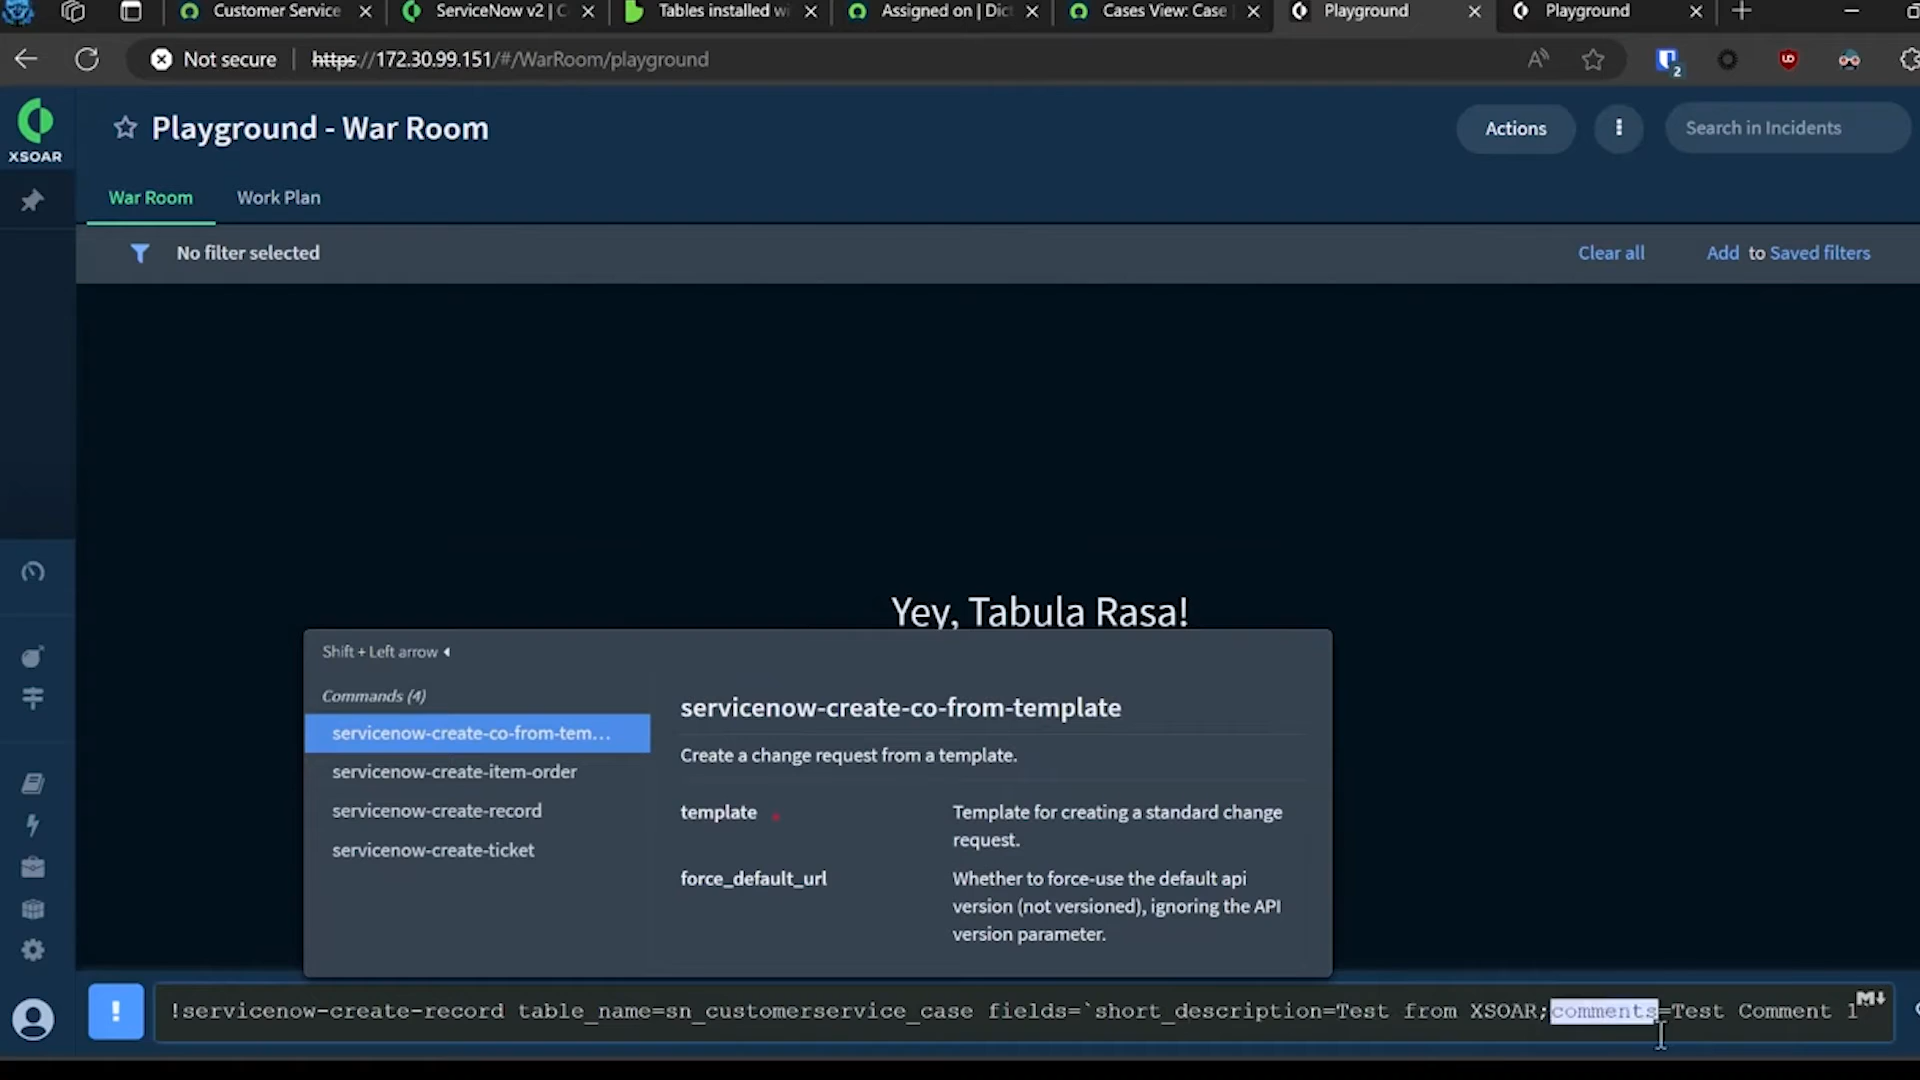 Customer Service
ServiceNow v2 | C
Tables installed wi
Assigned on | Dict
Cases View: Case
Playground
Playground
Not secure
https://172.30.99.151/#/WarRoom/playground
2
XSOAR
Playground - War Room
Actions
Search in Incidents
War Room
Work Plan
No filter selected
Clear all
Add to Saved filters
Yey, Tabula Rasa!
Shift + Left arrow
Commands (4)
servicenow-create-co-from-tem...
servicenow-create-item-order
servicenow-create-record
servicenow-create-ticket
servicenow-create-co-from-template
Create a change request from a template.
template
Template for creating a standard change
request.
force_default_url
Whether to force-use the default api
version (not versioned), ignoring the API
version parameter.
!
!servicenow-create-record table_name=sn_customerservice_case fields=`short_description=Test from XSOAR;comments=Test Comment 1
M